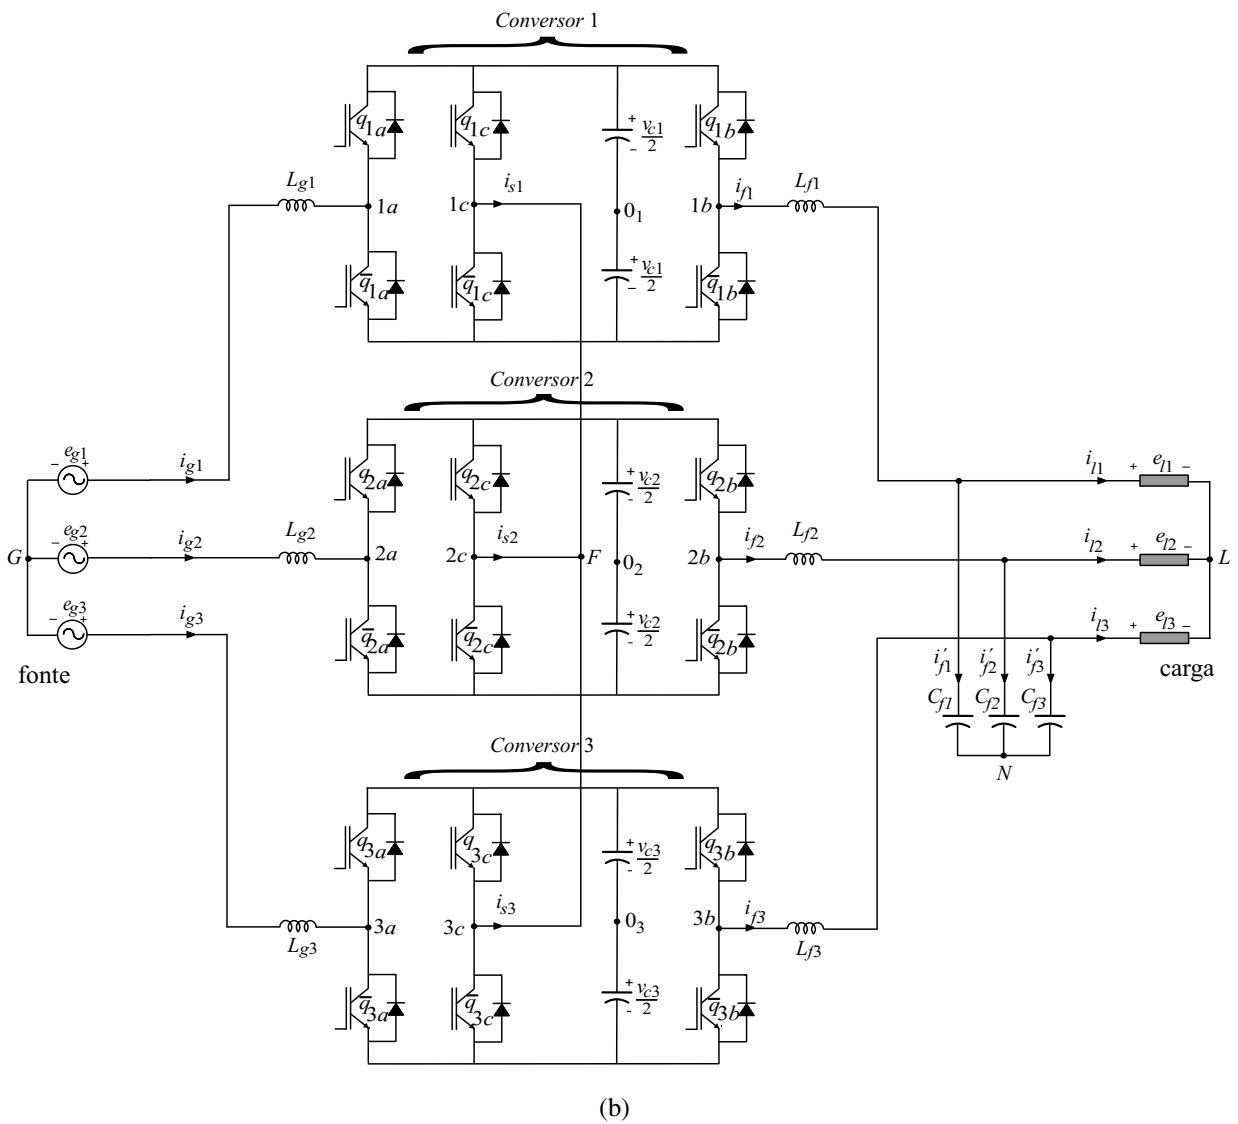 Conversor 1
q1a
q1c
+ vc1/2 −
q1b
Lg1
1a
1c
is1
01
1b
if1
Lf1
q̅1a
q̅1c
+ vc1/2 −
q̅1b
Conversor 2
q2a
q2c
+ vc2/2 -
q2b
− eg1 +
ig1
il1
+ el1 −
G
− eg2 +
ig2
Lg2
2a
2c
is2
F
02
2b
if2
Lf2
il2
+ el2 −
L
− eg3 +
ig3
q̅2a
q̅2c
+ vc2/2 -
q̅2b
il3
+ el3 −
fonte
i′f1
i′f2
i′f3
carga
Cf1
Cf2
Cf3
N
Conversor 3
q3a
q3c
+ vc3/2 -
q3b
Lg3
3a
3c
is3
03
3b
if3
Lf3
q̅3a
q̅3c
+ vc3/2 -
q̅3b
(b)